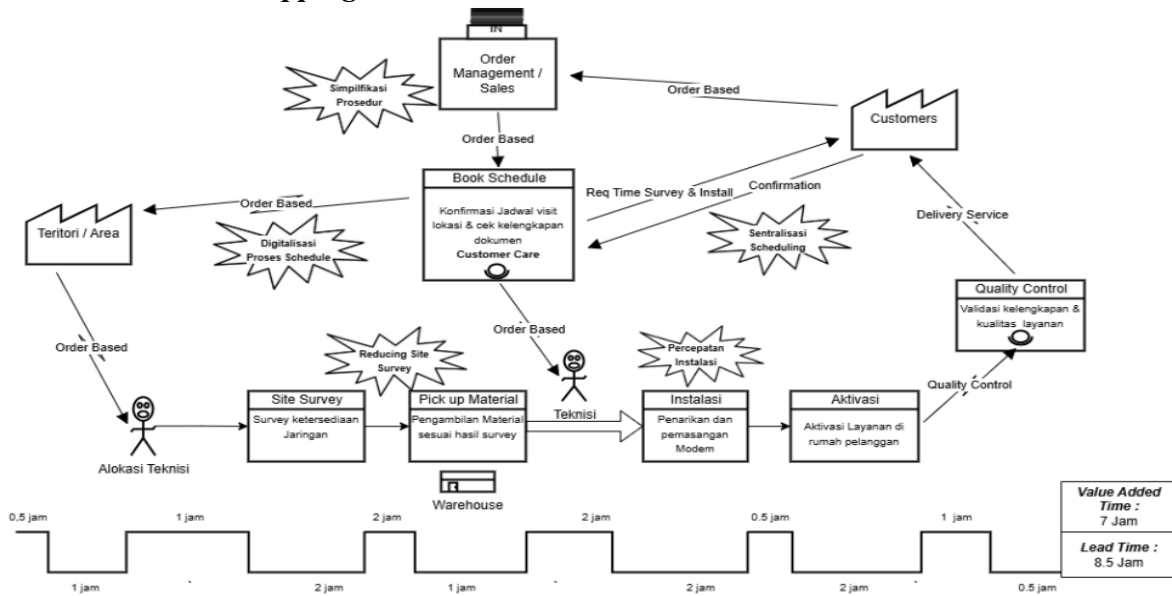 IN
Order
Management /
Sales
Simpilfikasi
Prosedur
Order Based
Customers
Order Based
Book Schedule
Konfirmasi Jadwal visit
lokasi & cek kelengkapan
dokumen
Customer Care
Req Time Survey & Install
Confirmation
Order Based
Teritori / Area
Digitalisasi
Proses Schedule
Sentralisasi
Scheduling
Delivery Service
Quality Control
Validasi kelengkapan &
kualitas layanan
Order Based
Order Based
Reducing Site
Survey
Percepatan
Instalasi
Quality Control
Teknisi
Alokasi Teknisi
Site Survey
Survey ketersediaan
Jaringan
Pick up Material
Pengambilan Material
sesuai hasil survey
Instalasi
Penarikan dan
pemasangan
Modem
Aktivasi
Aktivasi Layanan di
rumah pelanggan
Warehouse
0,5 jam 1 jam 2 jam 2 jam 0.5 jam 1 jam
1 jam 2 jam 1 jam 2 jam 2 jam 0.5 jam
Value Added
Time :
7 Jam
Lead Time :
8.5 Jam